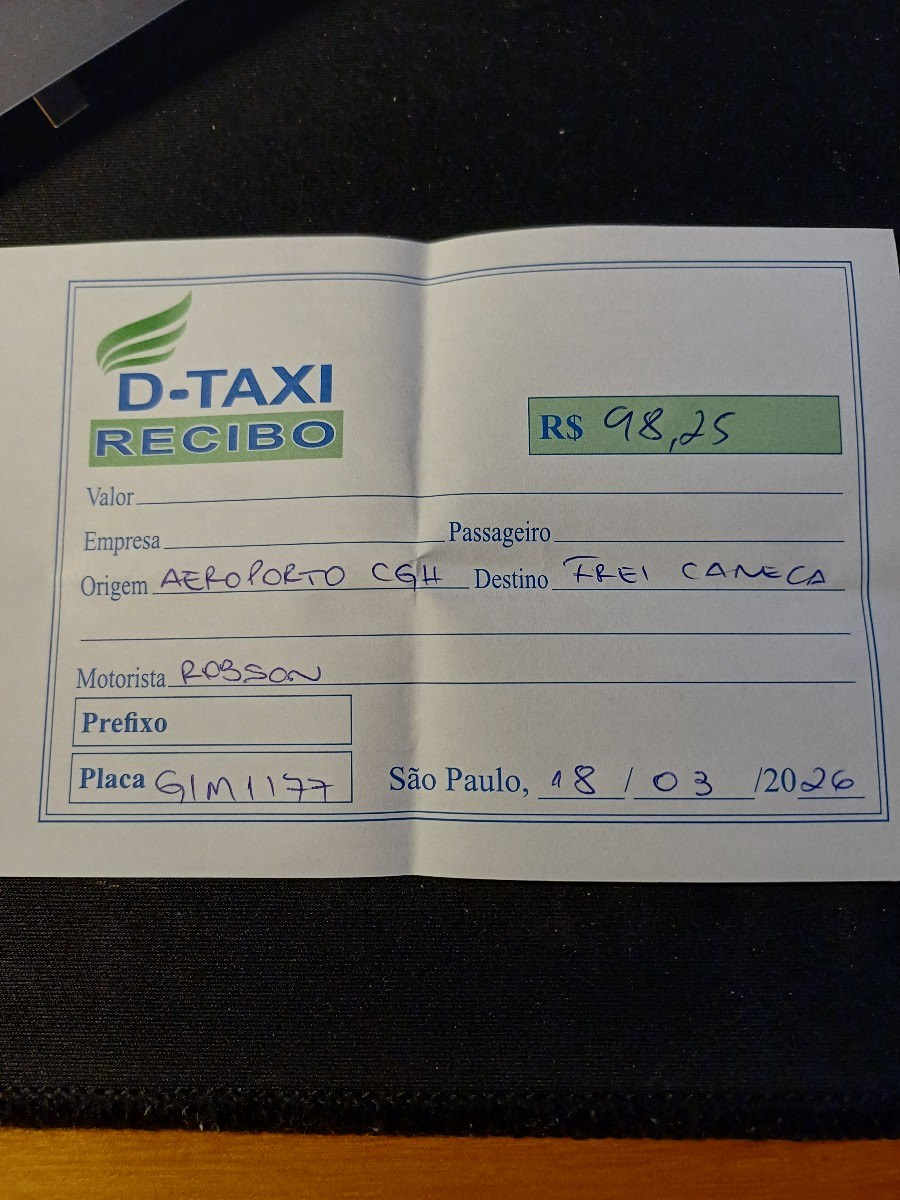 D-TAXI
RECIBO
R$ 98,25
Valor
Empresa Passageiro
Origem AEROPORTO CGH Destino FREI CANECA
Motorista ROBSON
Prefixo
Placa GIM1177 São Paulo, 18 / 03 /2026